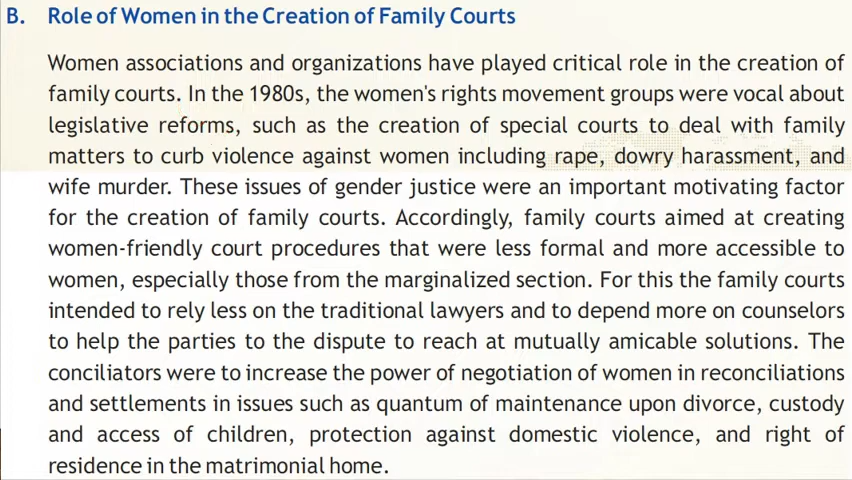 B. Role of Women in the Creation of Family Courts
Women associations and organizations have played critical role in the creation of
family courts. In the 1980s, the women's rights movement groups were vocal about
legislative reforms, such as the creation of special courts to deal with family
matters to curb violence against women including rape, dowry harassment, and
wife murder. These issues of gender justice were an important motivating factor
for the creation of family courts. Accordingly, family courts aimed at creating
women-friendly court procedures that were less formal and more accessible to
women, especially those from the marginalized section. For this the family courts
intended to rely less on the traditional lawyers and to depend more on counselors
to help the parties to the dispute to reach at mutually amicable solutions. The
conciliators were to increase the power of negotiation of women in reconciliations
and settlements in issues such as quantum of maintenance upon divorce, custody
and access of children, protection against domestic violence, and right of
residence in the matrimonial home.